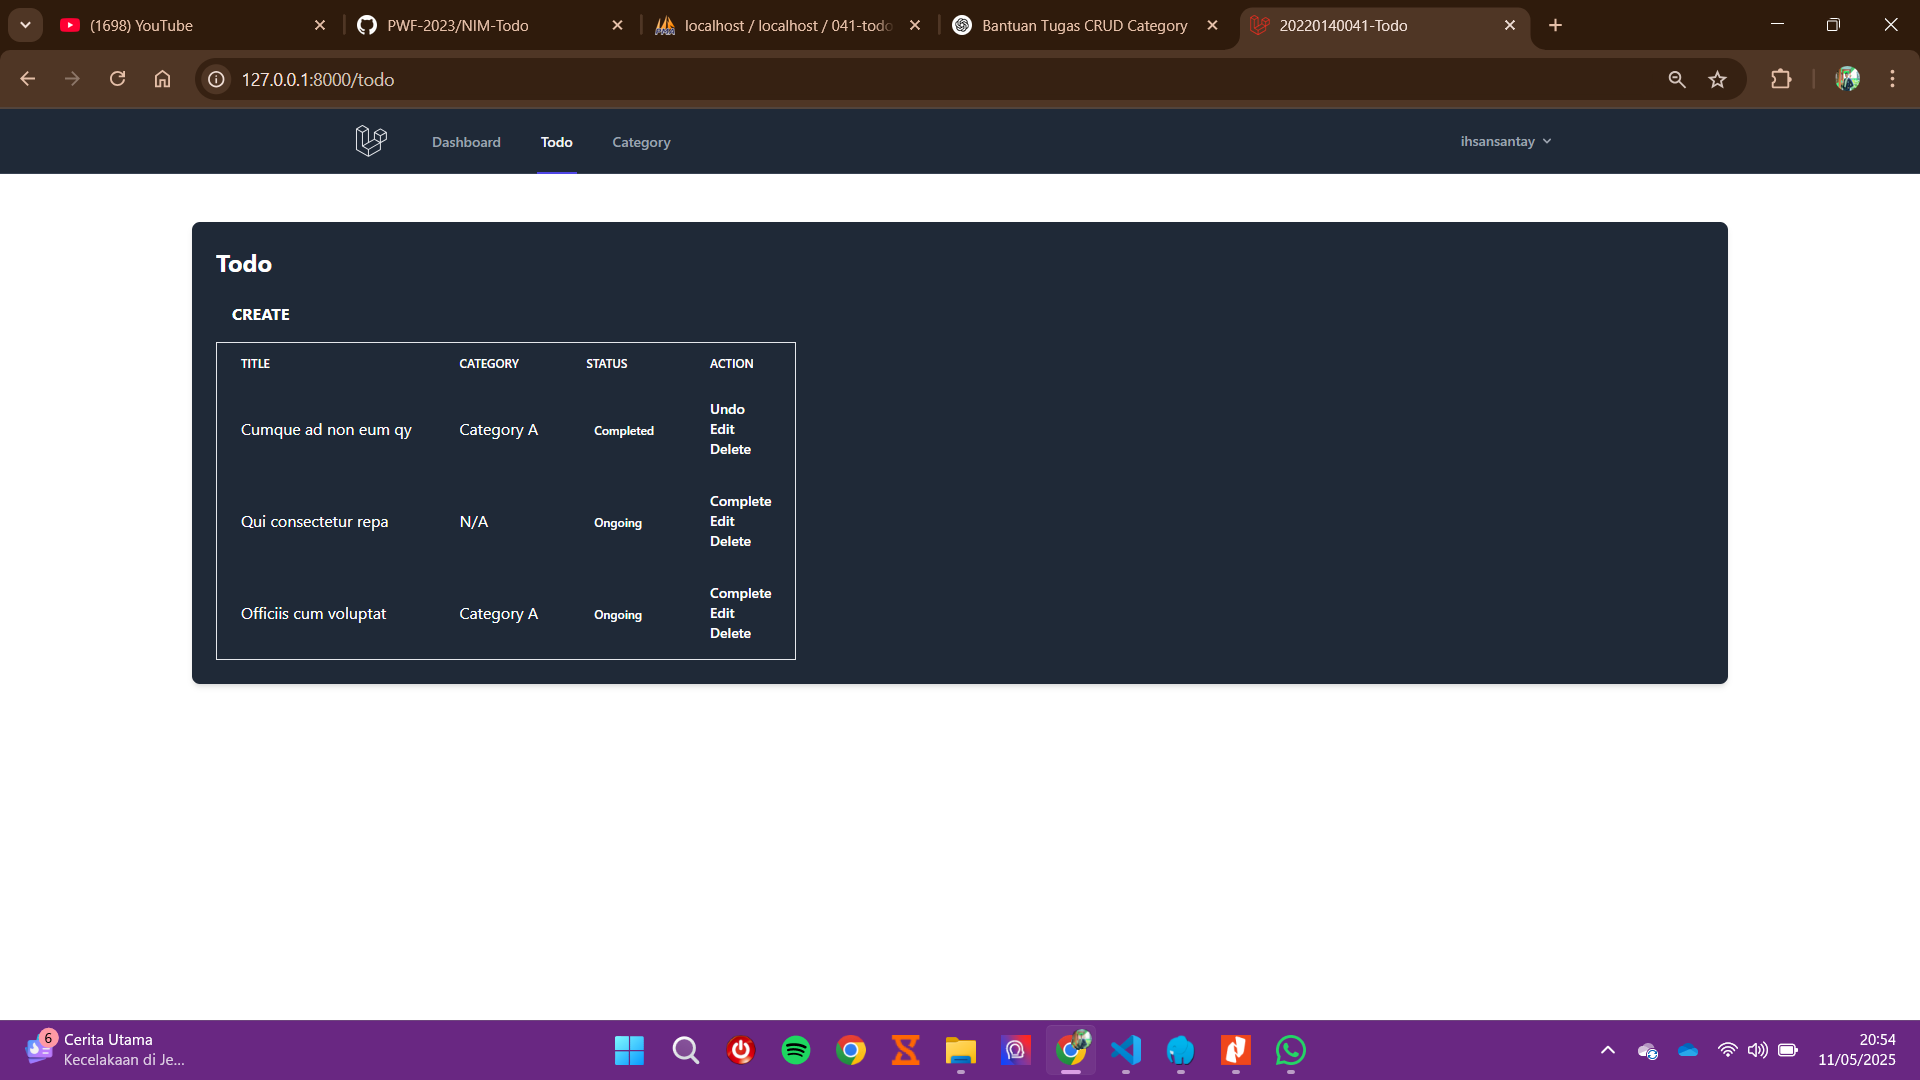 (1698) YouTube
PWF-2023/NIM-Todo
localhost / localhost / 041-todo
Bantuan Tugas CRUD Category
20220140041-Todo
127.0.0.1:8000/todo
Dashboard
Todo
Category
ihsansantay
Todo
CREATE
TITLE CATEGORY STATUS ACTION
Undo
Cumque ad non eum qy Category A Completed Edit
Delete
Complete
Qui consectetur repa N/A Ongoing Edit
Delete
Complete
Officiis cum voluptat Category A Ongoing Edit
Delete
6
Cerita Utama
Kecelakaan di Je...
20:54
11/05/2025